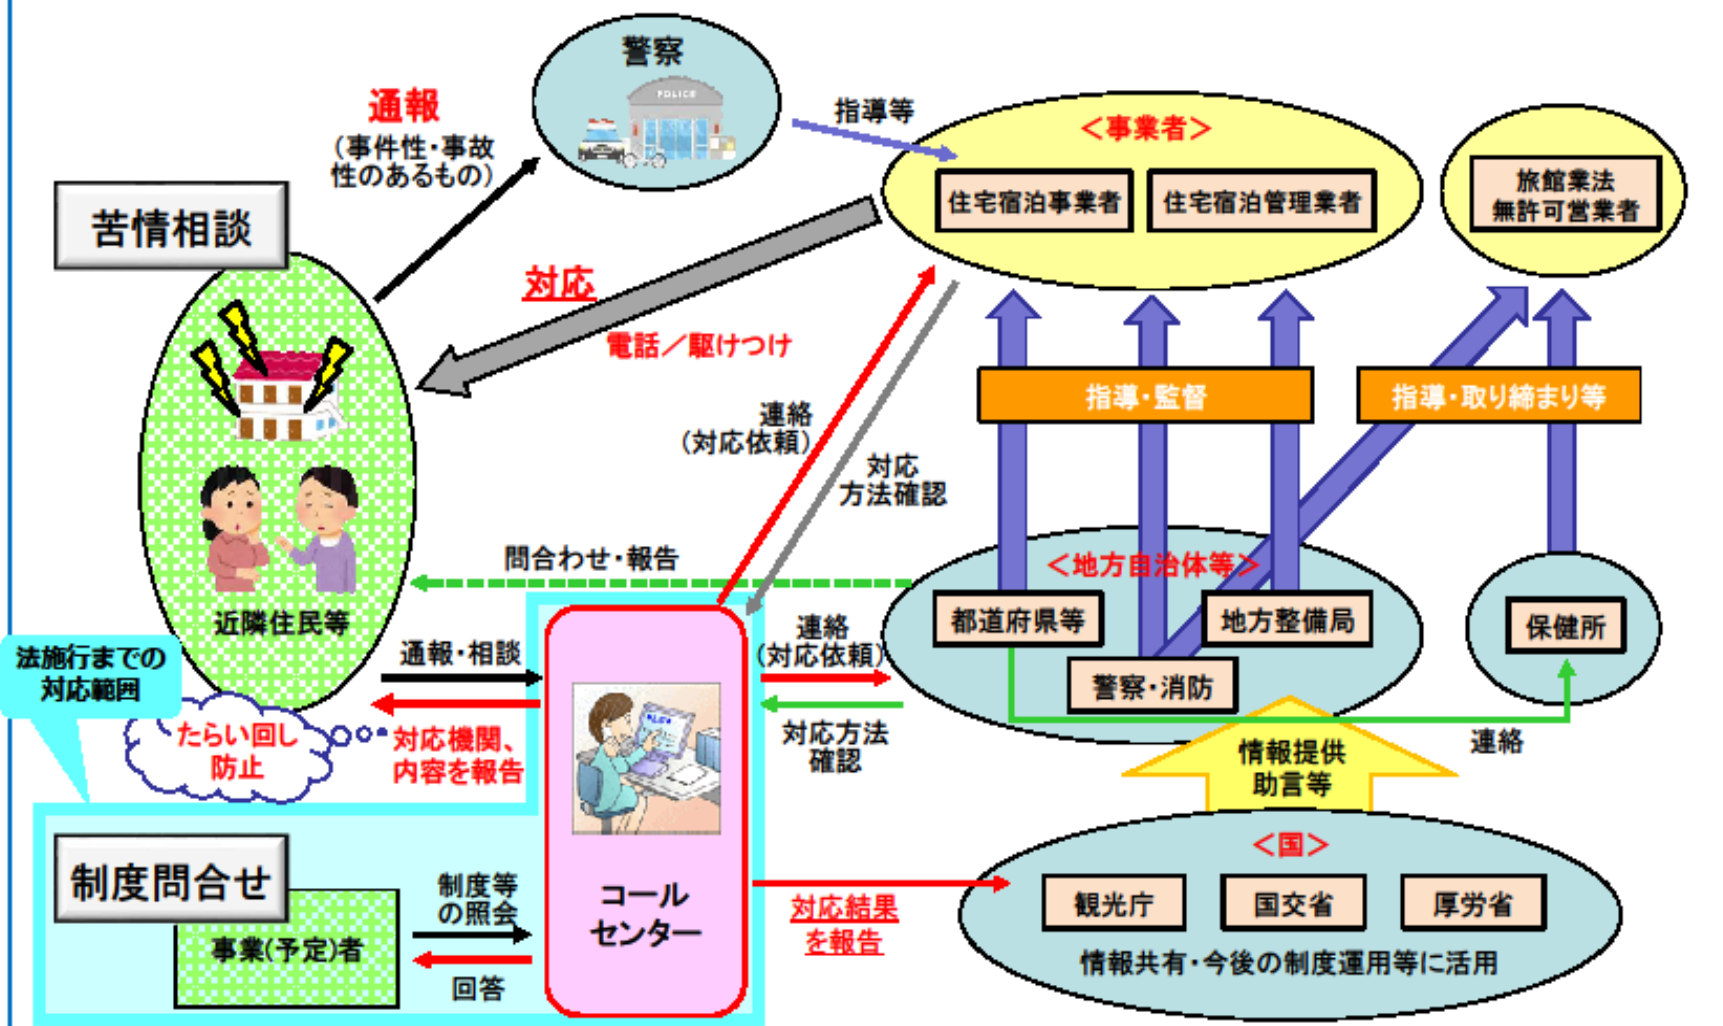 警察
POLICE
通報
（事件性・事故
性のあるもの）
指導等
＜事業者＞
住宅宿泊事業者
住宅宿泊管理業者
旅館業法
無許可営業者
苦情相談
対応
電話／駆けつけ
連絡
（対応依頼）
対応
方法確認
指導・監督
指導・取り締まり等
問合わせ・報告
近隣住民等
＜地方自治体等＞
都道府県等
地方整備局
警察・消防
保健所
法施行までの
対応範囲
通報・相談
連絡
（対応依頼）
たらい回し
防止
対応機関、
内容を報告
対応方法
確認
連絡
情報提供
助言等
制度問合せ
事業(予定)者
制度等
の照会
回答
コール
センター
対応結果
を報告
＜国＞
観光庁
国交省
厚労省
情報共有・今後の制度運用等に活用